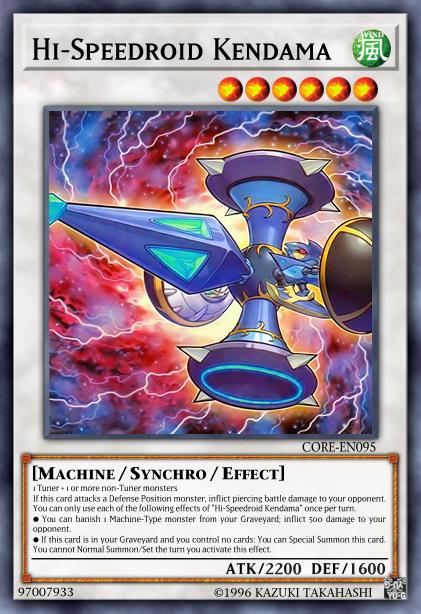 Hi-Speedroid Kendama
WIND
風
CORE-EN095
[Machine / Synchro / Effect]
1 Tuner + 1 or more non-Tuner monsters
If this card attacks a Defense Position monster, inflict piercing battle damage to your opponent.
You can only use each of the following effects of "Hi-Speedroid Kendama" once per turn.
● You can banish 1 Machine-Type monster from your Graveyard; inflict 500 damage to your
opponent.
● If this card is in your Graveyard and you control no cards: You can Special Summon this card.
You cannot Normal Summon/Set the turn you activate this effect.
ATK/2200 DEF/1600
97007933
©1996 KAZUKI TAKAHASHI